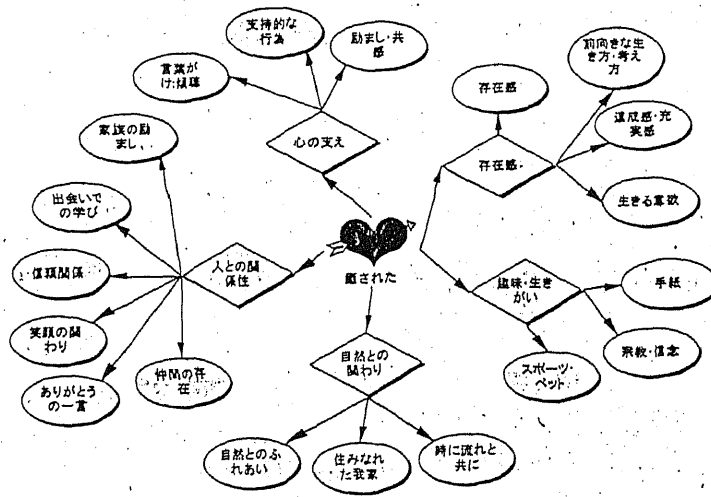 支持的な
行為
励まし・共
感
言葉が
け・傾聴
心の支え
家族の励
まし
出会いで
の学び
信頼関係
笑顔の関
わり
ありがとう
の一言
仲間の存
在
人との関
係性
癒された
存在感
存在感
前向きな生
き方・考え
方
達成感・充
実感
生きる意欲
趣味・生き
がい
手紙
宗教・信念
スポーツ・
ペット
自然との
関わり
自然とのふ
れあい
住みなれ
た我家
時に流れと
共に